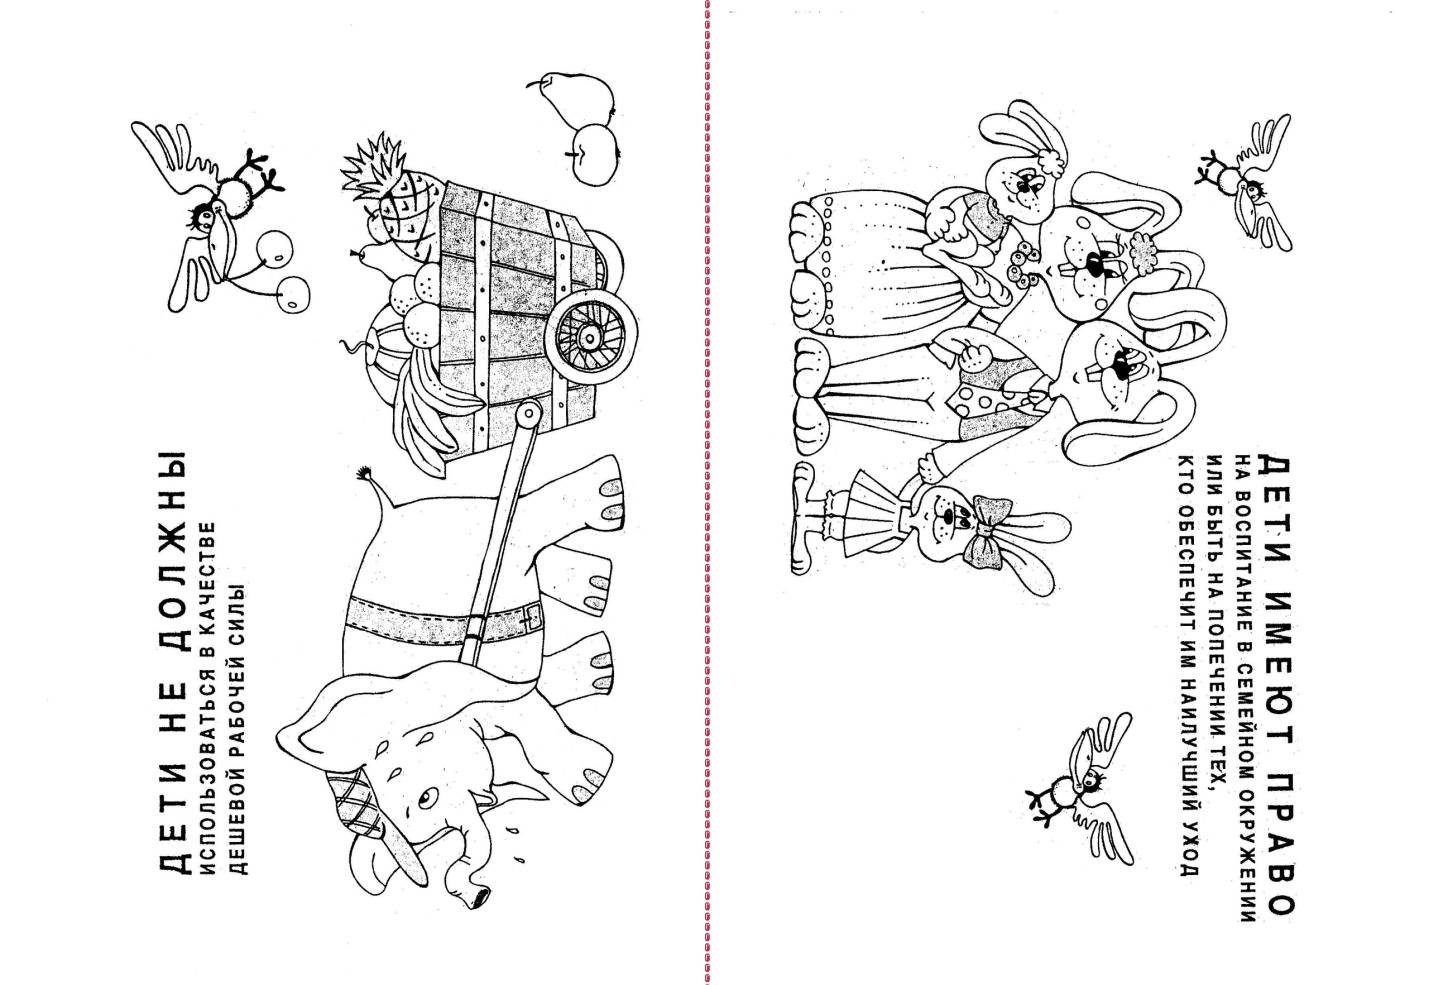 ДЕТИ НЕ ДОЛЖНЫ
ИСПОЛЬЗОВАТЬСЯ В КАЧЕСТВЕ
ДЕШЕВОЙ РАБОЧЕЙ СИЛЫ
ДЕТИ ИМЕЮТ ПРАВО
НА ВОСПИТАНИЕ В СЕМЕЙНОМ ОКРУЖЕНИИ
ИЛИ БЫТЬ НА ПОПЕЧЕНИИ ТЕХ,
КТО ОБЕСПЕЧИТ ИМ НАИЛУЧШИЙ УХОД